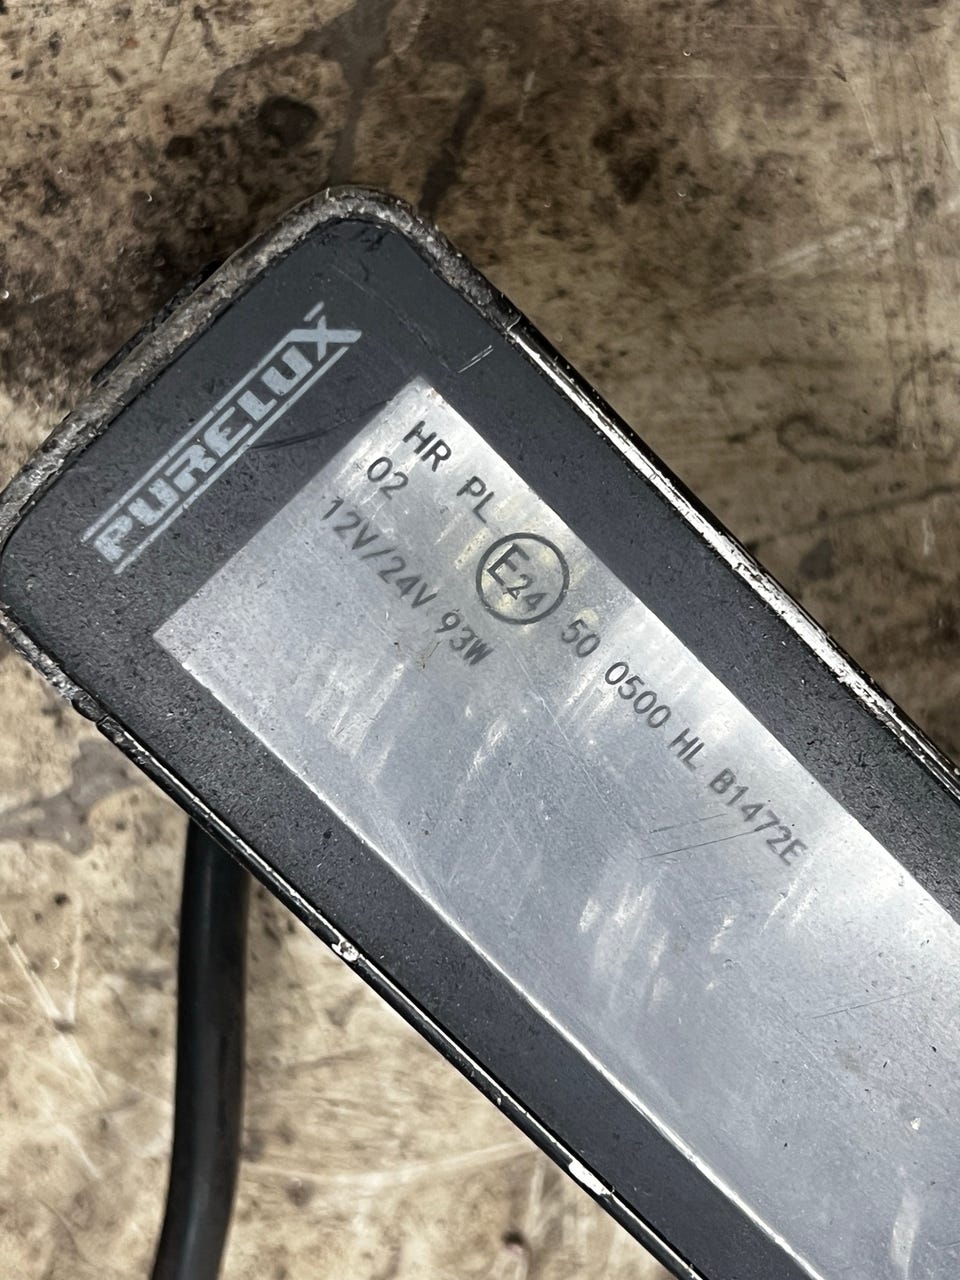 PURELUX
HR PL E24 50 0500 HL B1472E
02
12V/24V 93W